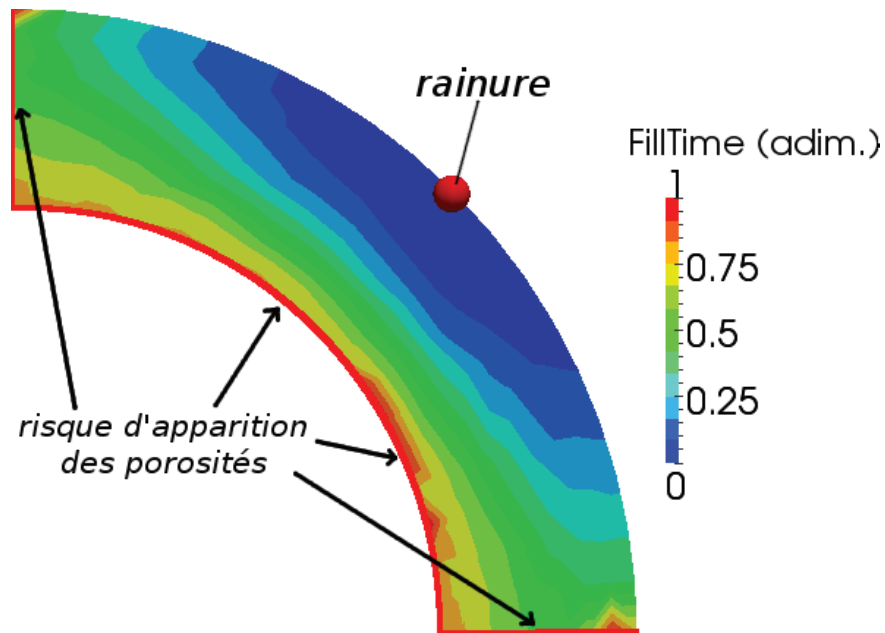 rainure
FillTime (adim.)
1
0.75
0.5
0.25
0
risque d'apparition
des porosités